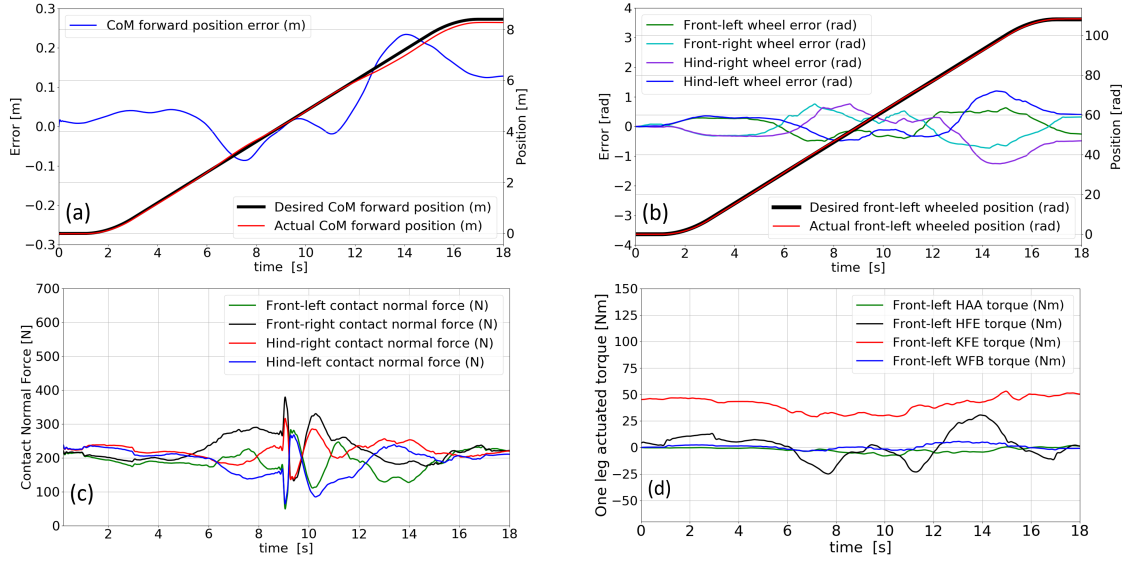 CoM forward position error (m)
0.3
0.2
0.1
0.0
−0.1
−0.2
−0.3
Error [m]
8
6
4
2
0
Position [m]
(a)
Desired CoM forward position (m)
Actual CoM forward position (m)
0 2 4 6 8 10 12 14 16 18
time [s]
Front-left wheel error (rad)
Front-right wheel error (rad)
Hind-right wheel error (rad)
Hind-left wheel error (rad)
4
3
2
1
0
−1
−2
−3
−4
Error [rad]
100
80
60
40
20
0
Position [rad]
(b)
Desired front-left wheeled position (rad)
Actual front-left wheeled position (rad)
0 2 4 6 8 10 12 14 16 18
time [s]
Front-left contact normal force (N)
Front-right contact normal force (N)
Hind-right contact normal force (N)
Hind-left contact normal force (N)
700
600
500
400
300
200
100
0
Contact Normal Force [N]
(c)
2 4 6 8 10 12 14 16 18
time [s]
Front-left HAA torque (Nm)
Front-left HFE torque (Nm)
Front-left KFE torque (Nm)
Front-left WFB torque (Nm)
150
125
100
75
50
25
0
−25
−50
One leg actuated torque [Nm]
(d)
0 2 4 6 8 10 12 14 16 18
time [s]